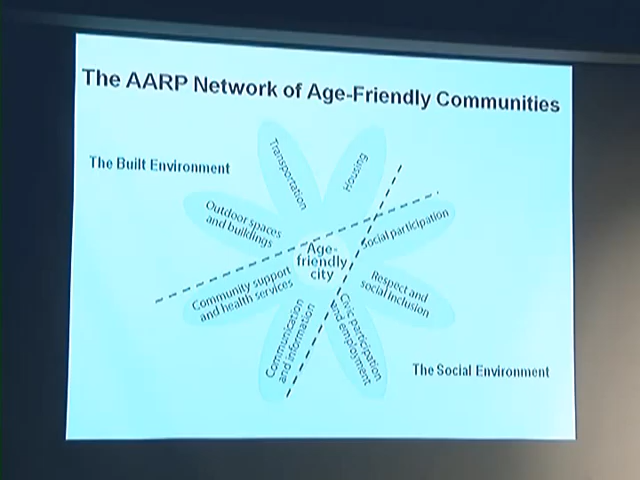 The AARP Network of Age-Friendly Communities
The Built Environment
Transportation
Housing
Outdoor spaces
and buildings
Social participation
Age-
friendly
city
Community support
and health services
Respect and
social inclusion
Communication
and information
Civic participation
and employment
The Social Environment